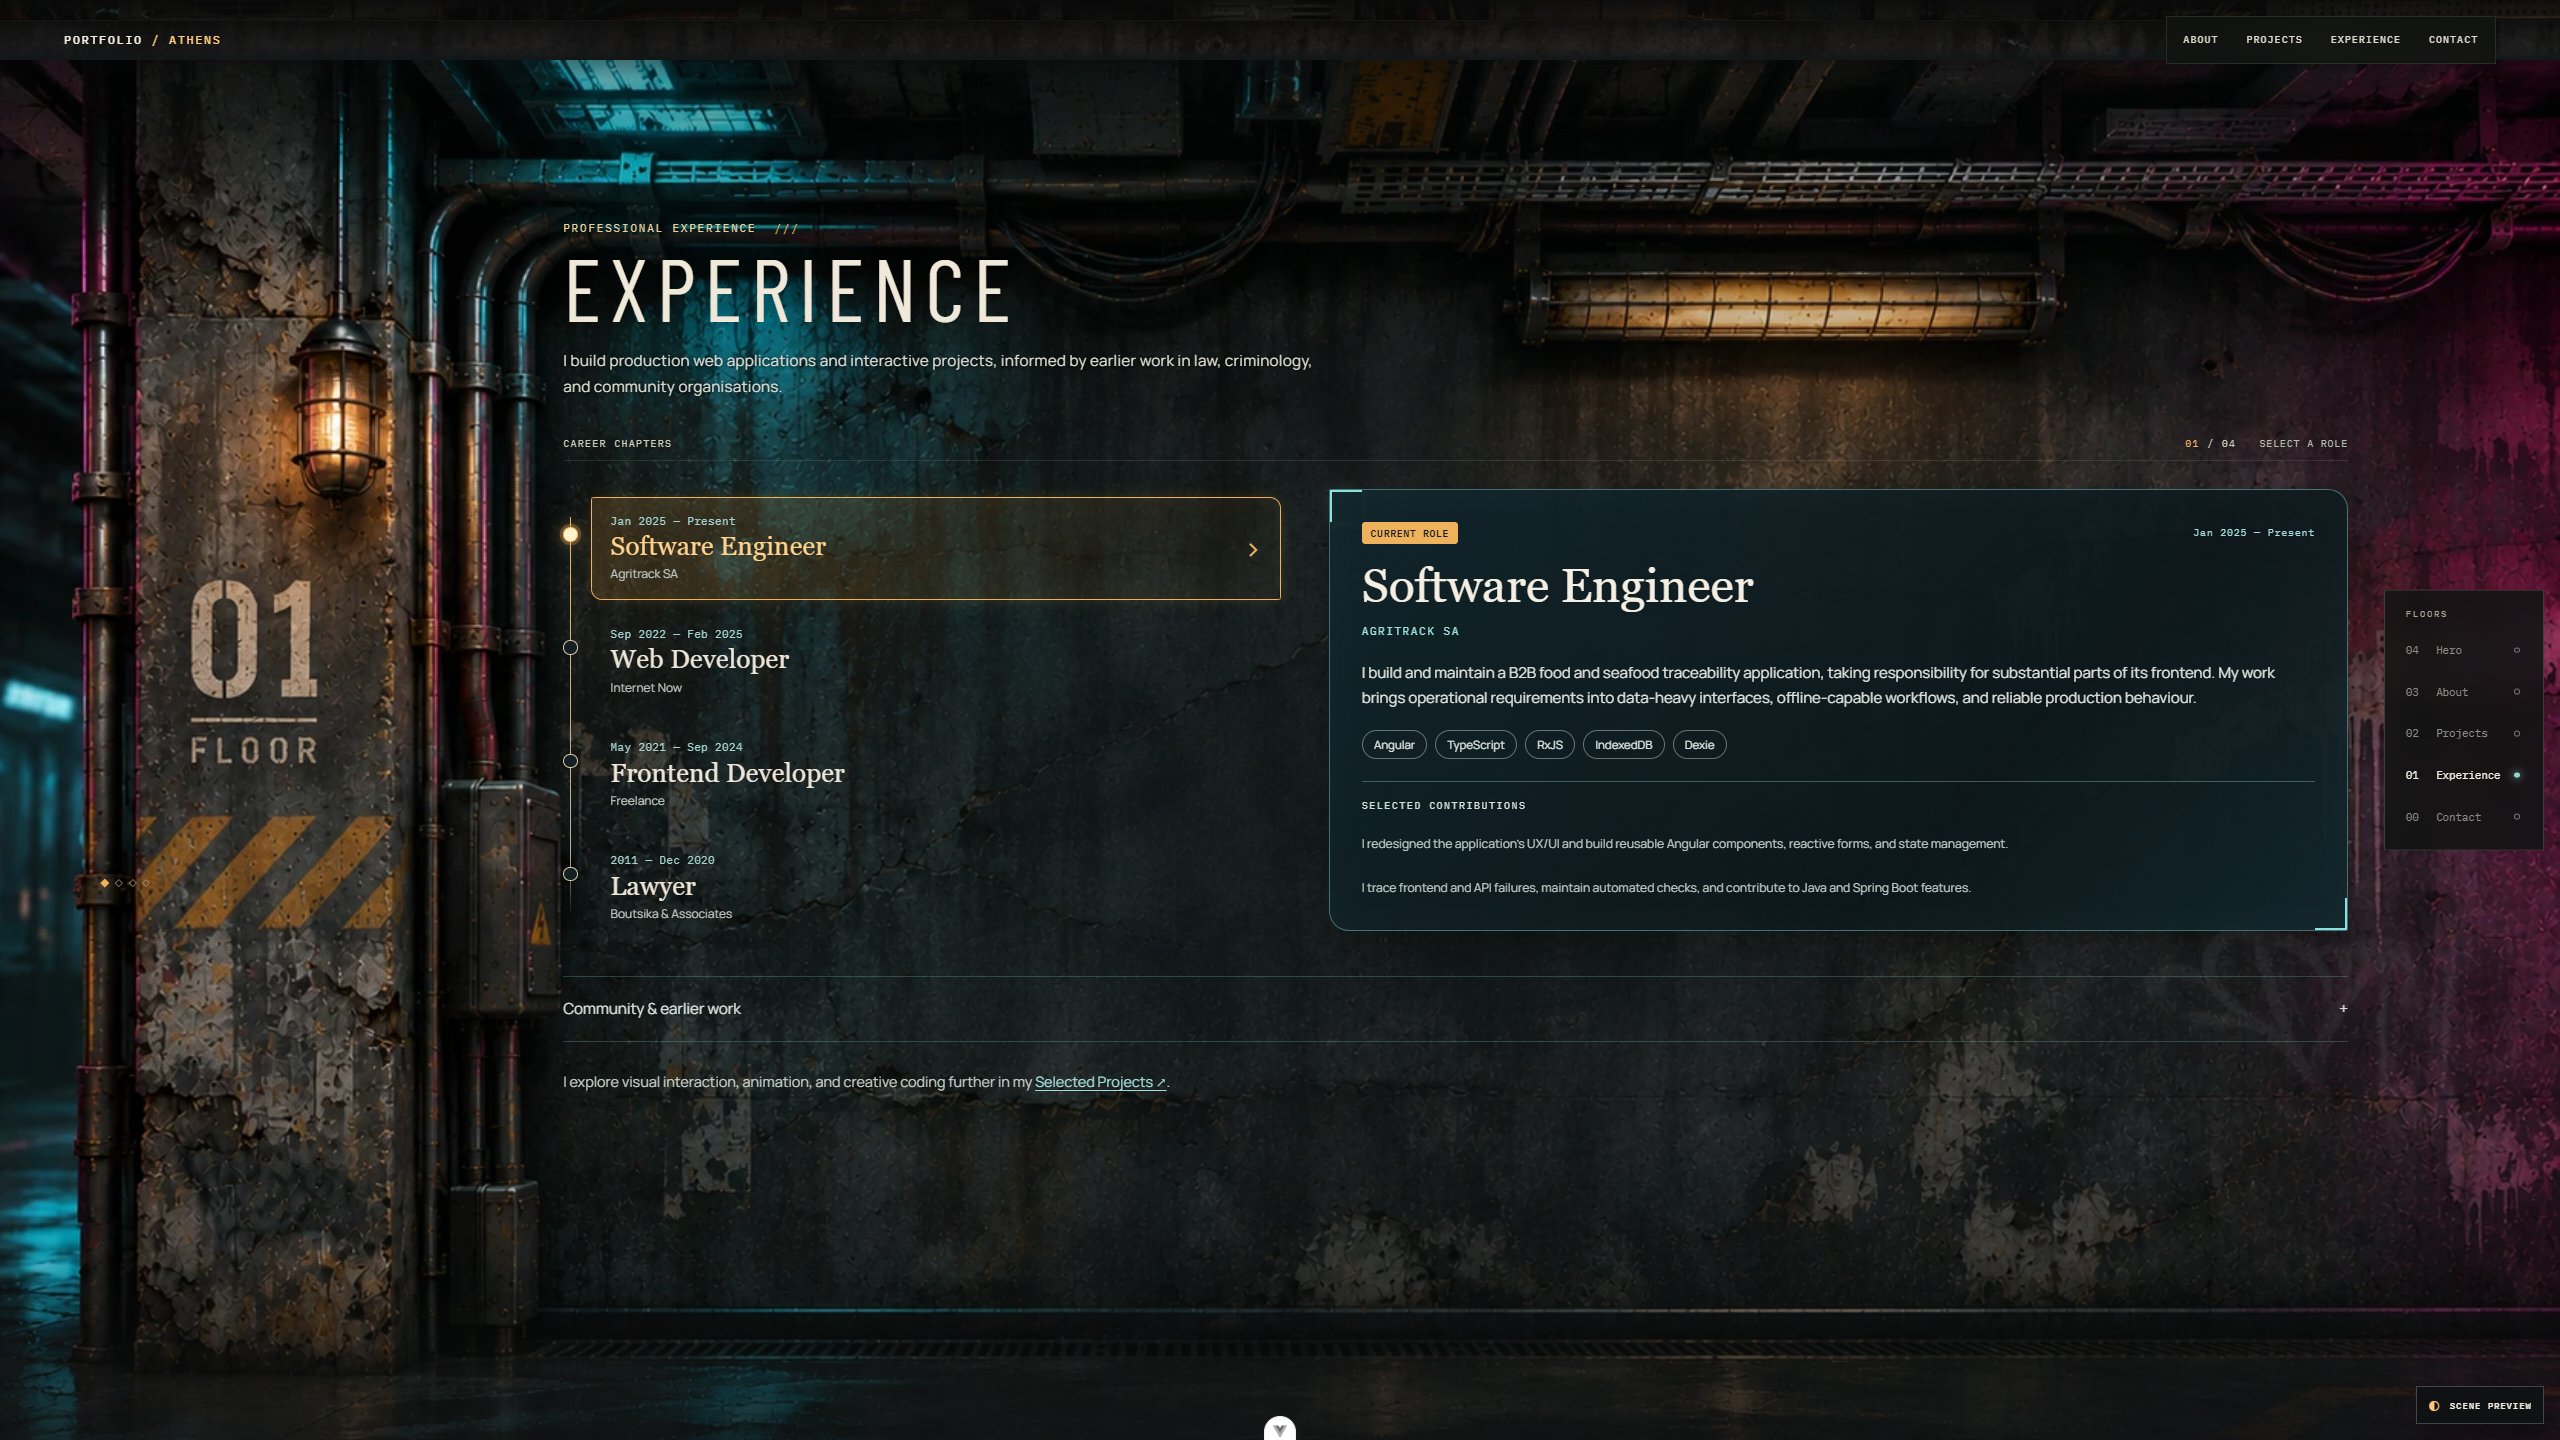 PORTFOLIO / ATHENS
ABOUT PROJECTS EXPERIENCE CONTACT
PROFESSIONAL EXPERIENCE ///
EXPERIENCE
I build production web applications and interactive projects, informed by earlier work in law, criminology,
and community organisations.
CAREER CHAPTERS
01 / 04 SELECT A ROLE
Jan 2025 — Present
Software Engineer
Agritrack SA
Sep 2022 — Feb 2025
Web Developer
Internet Now
May 2021 — Sep 2024
Frontend Developer
Freelance
2011 — Dec 2020
Lawyer
Boutsika & Associates
CURRENT ROLE
Jan 2025 — Present
Software Engineer
AGRITRACK SA
I build and maintain a B2B food and seafood traceability application, taking responsibility for substantial parts of its frontend. My work
brings operational requirements into data-heavy interfaces, offline-capable workflows, and reliable production behaviour.
Angular TypeScript RxJS IndexedDB Dexie
SELECTED CONTRIBUTIONS
I redesigned the application's UX/UI and build reusable Angular components, reactive forms, and state management.
I trace frontend and API failures, maintain automated checks, and contribute to Java and Spring Boot features.
Community & earlier work +
I explore visual interaction, animation, and creative coding further in my Selected Projects ↗.
01
FLOOR
FLOORS
04 Hero
03 About
02 Projects
01 Experience
00 Contact
SCENE PREVIEW